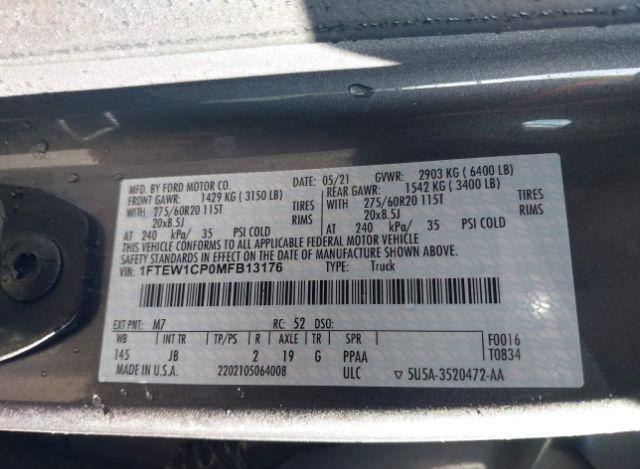 MFD. BY FORD MOTOR CO. DATE: 05/21 GVWR: 2903 KG ( 6400 LB)
FRONT GAWR: 1429 KG ( 3150 LB) REAR GAWR: 1542 KG ( 3400 LB)
WITH 275/60R20 115T TIRES WITH 275/60R20 115T TIRES
20x8.5J RIMS 20x8.5J RIMS
AT 240 kPa/ 35 PSI COLD AT 240 kPa/ 35 PSI COLD
THIS VEHICLE CONFORMS TO ALL APPLICABLE FEDERAL MOTOR VEHICLE
SAFETY STANDARDS IN EFFECT ON THE DATE OF MANUFACTURE SHOWN ABOVE.
VIN: 1FTEW1CP0MFB13176 TYPE: Truck
EXT PNT: M7 RC: 52 DSO:
WB INT TR TP/PS R AXLE TR SPR F0016
145 JB 2 19 G PPAA T0834
MADE IN U.S.A. 2202105064008 ULC ▽ 5U5A-3520472-AA